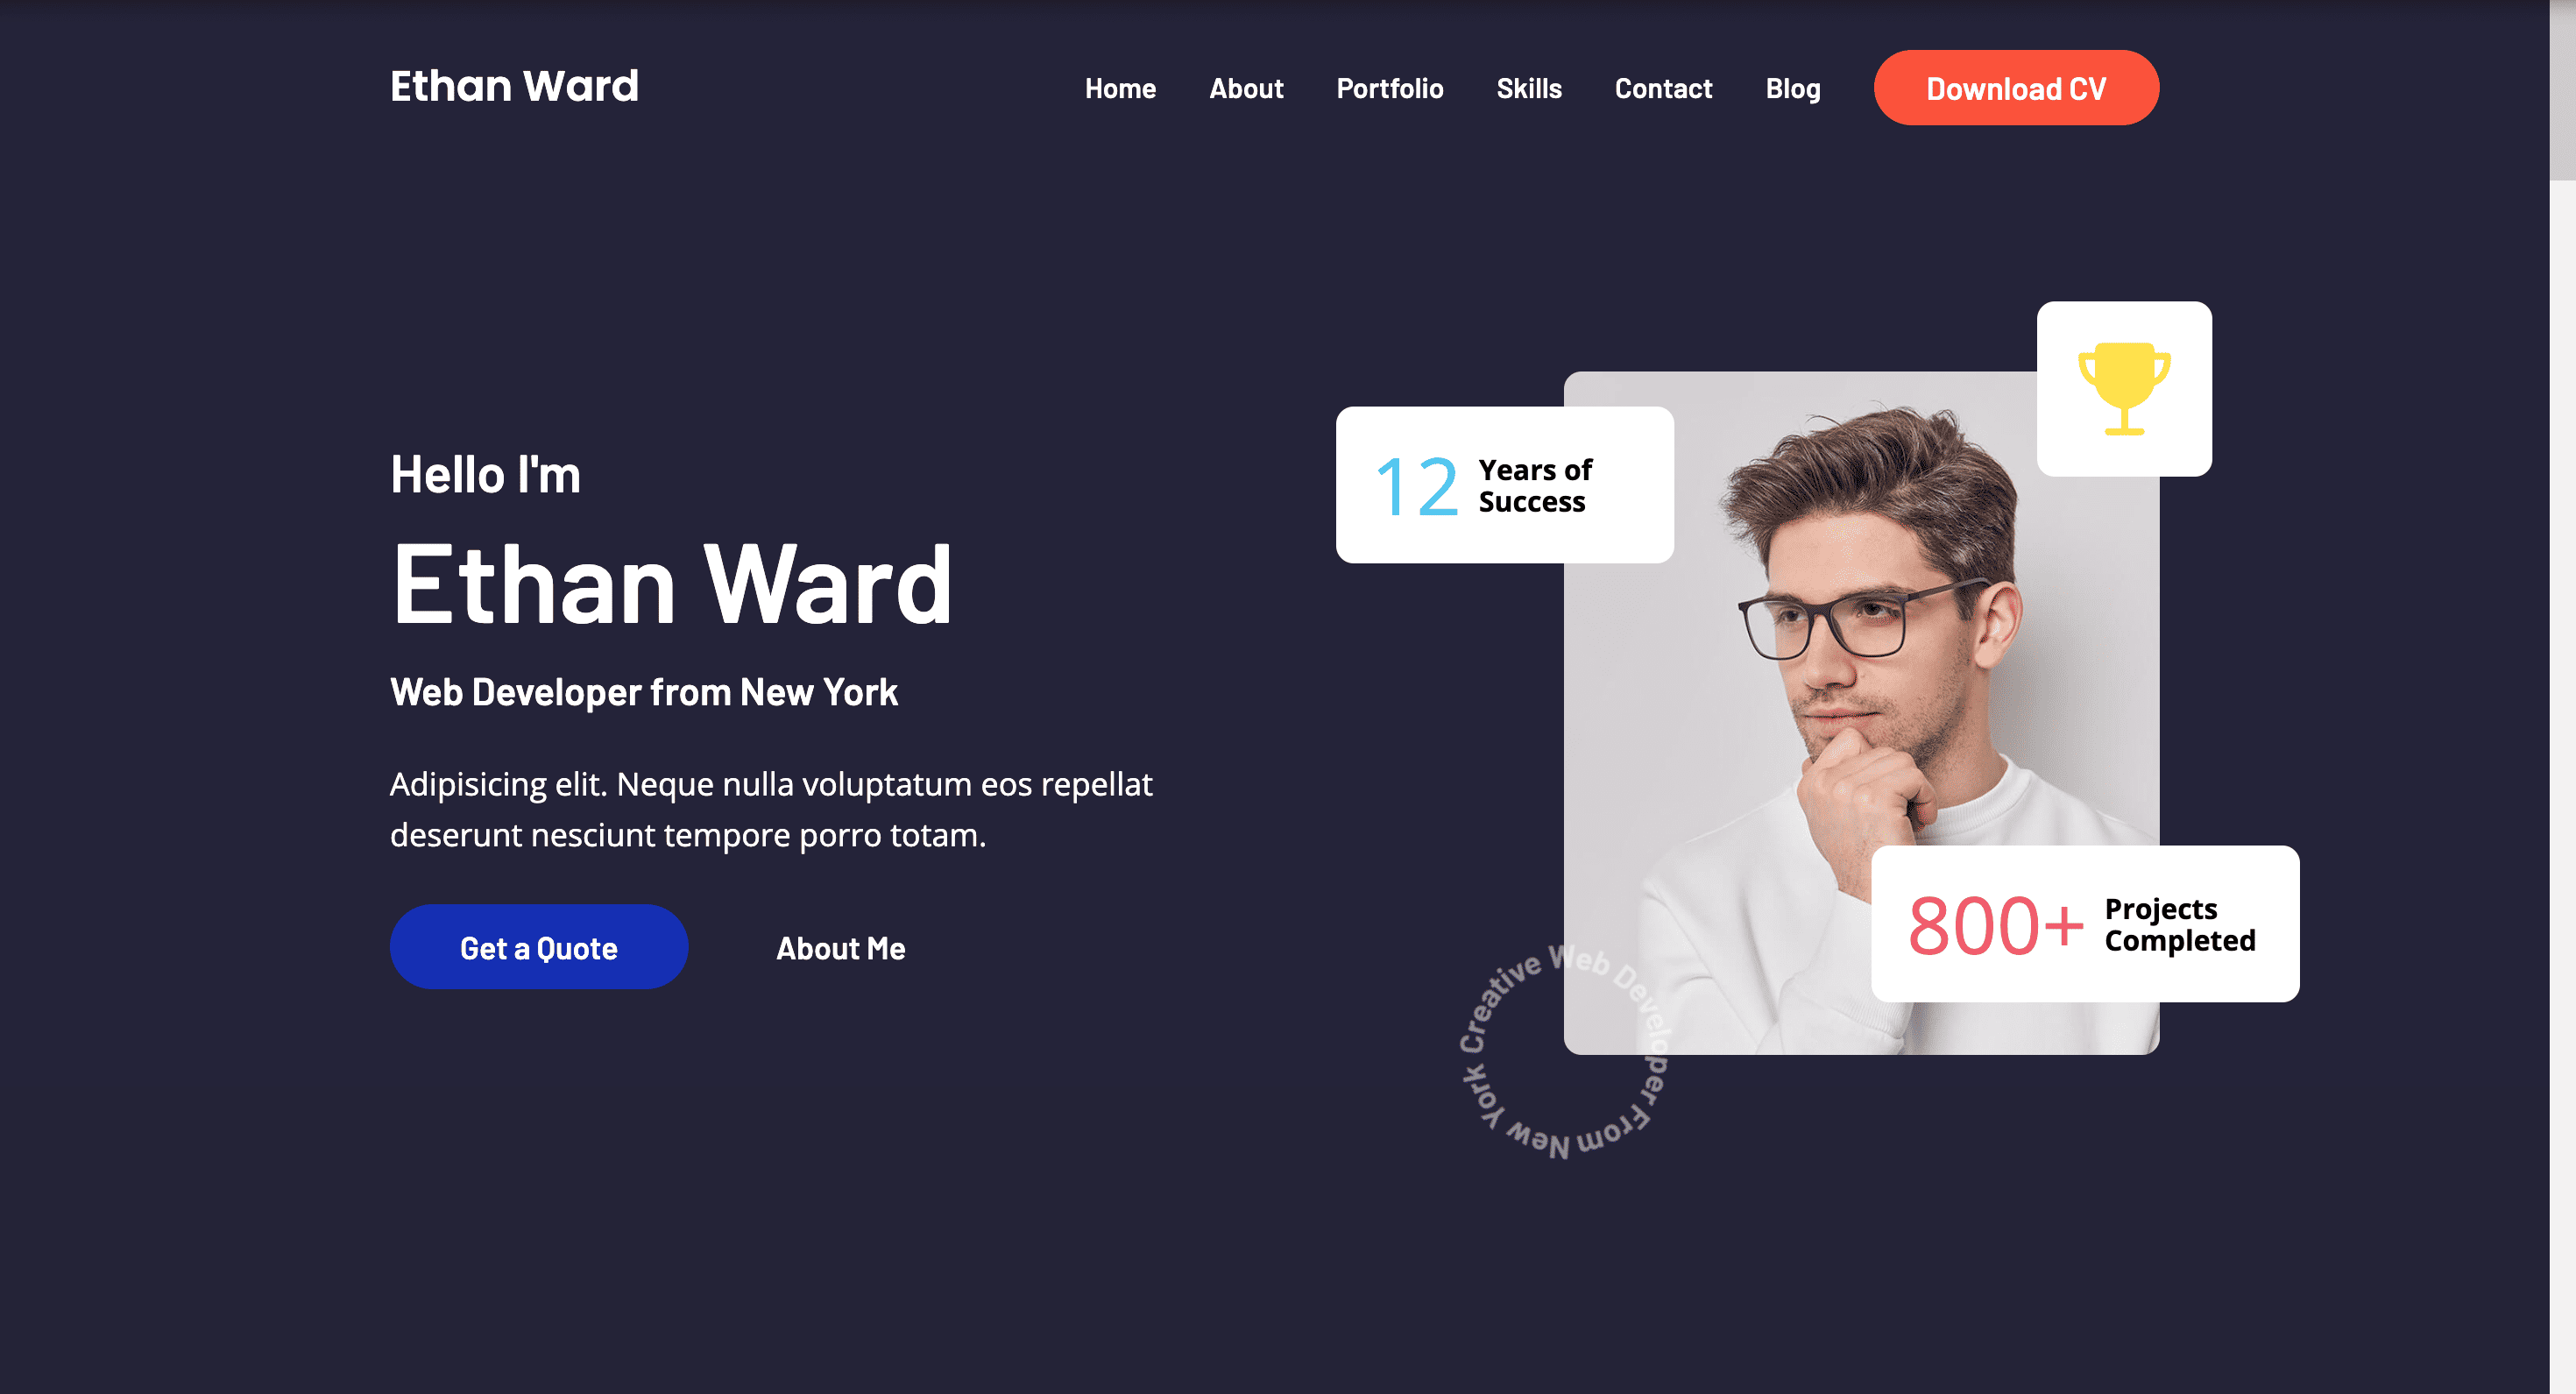 Ethan Ward
Home
About
Portfolio
Skills
Contact
Blog
Download CV
Hello I'm
Ethan Ward
Web Developer from New York
Adipisicing elit. Neque nulla voluptatum eos repellat
deserunt nesciunt tempore porro totam.
Get a Quote
About Me
12
Years of
Success
800+
Projects
Completed
Creative Web Developer From New York